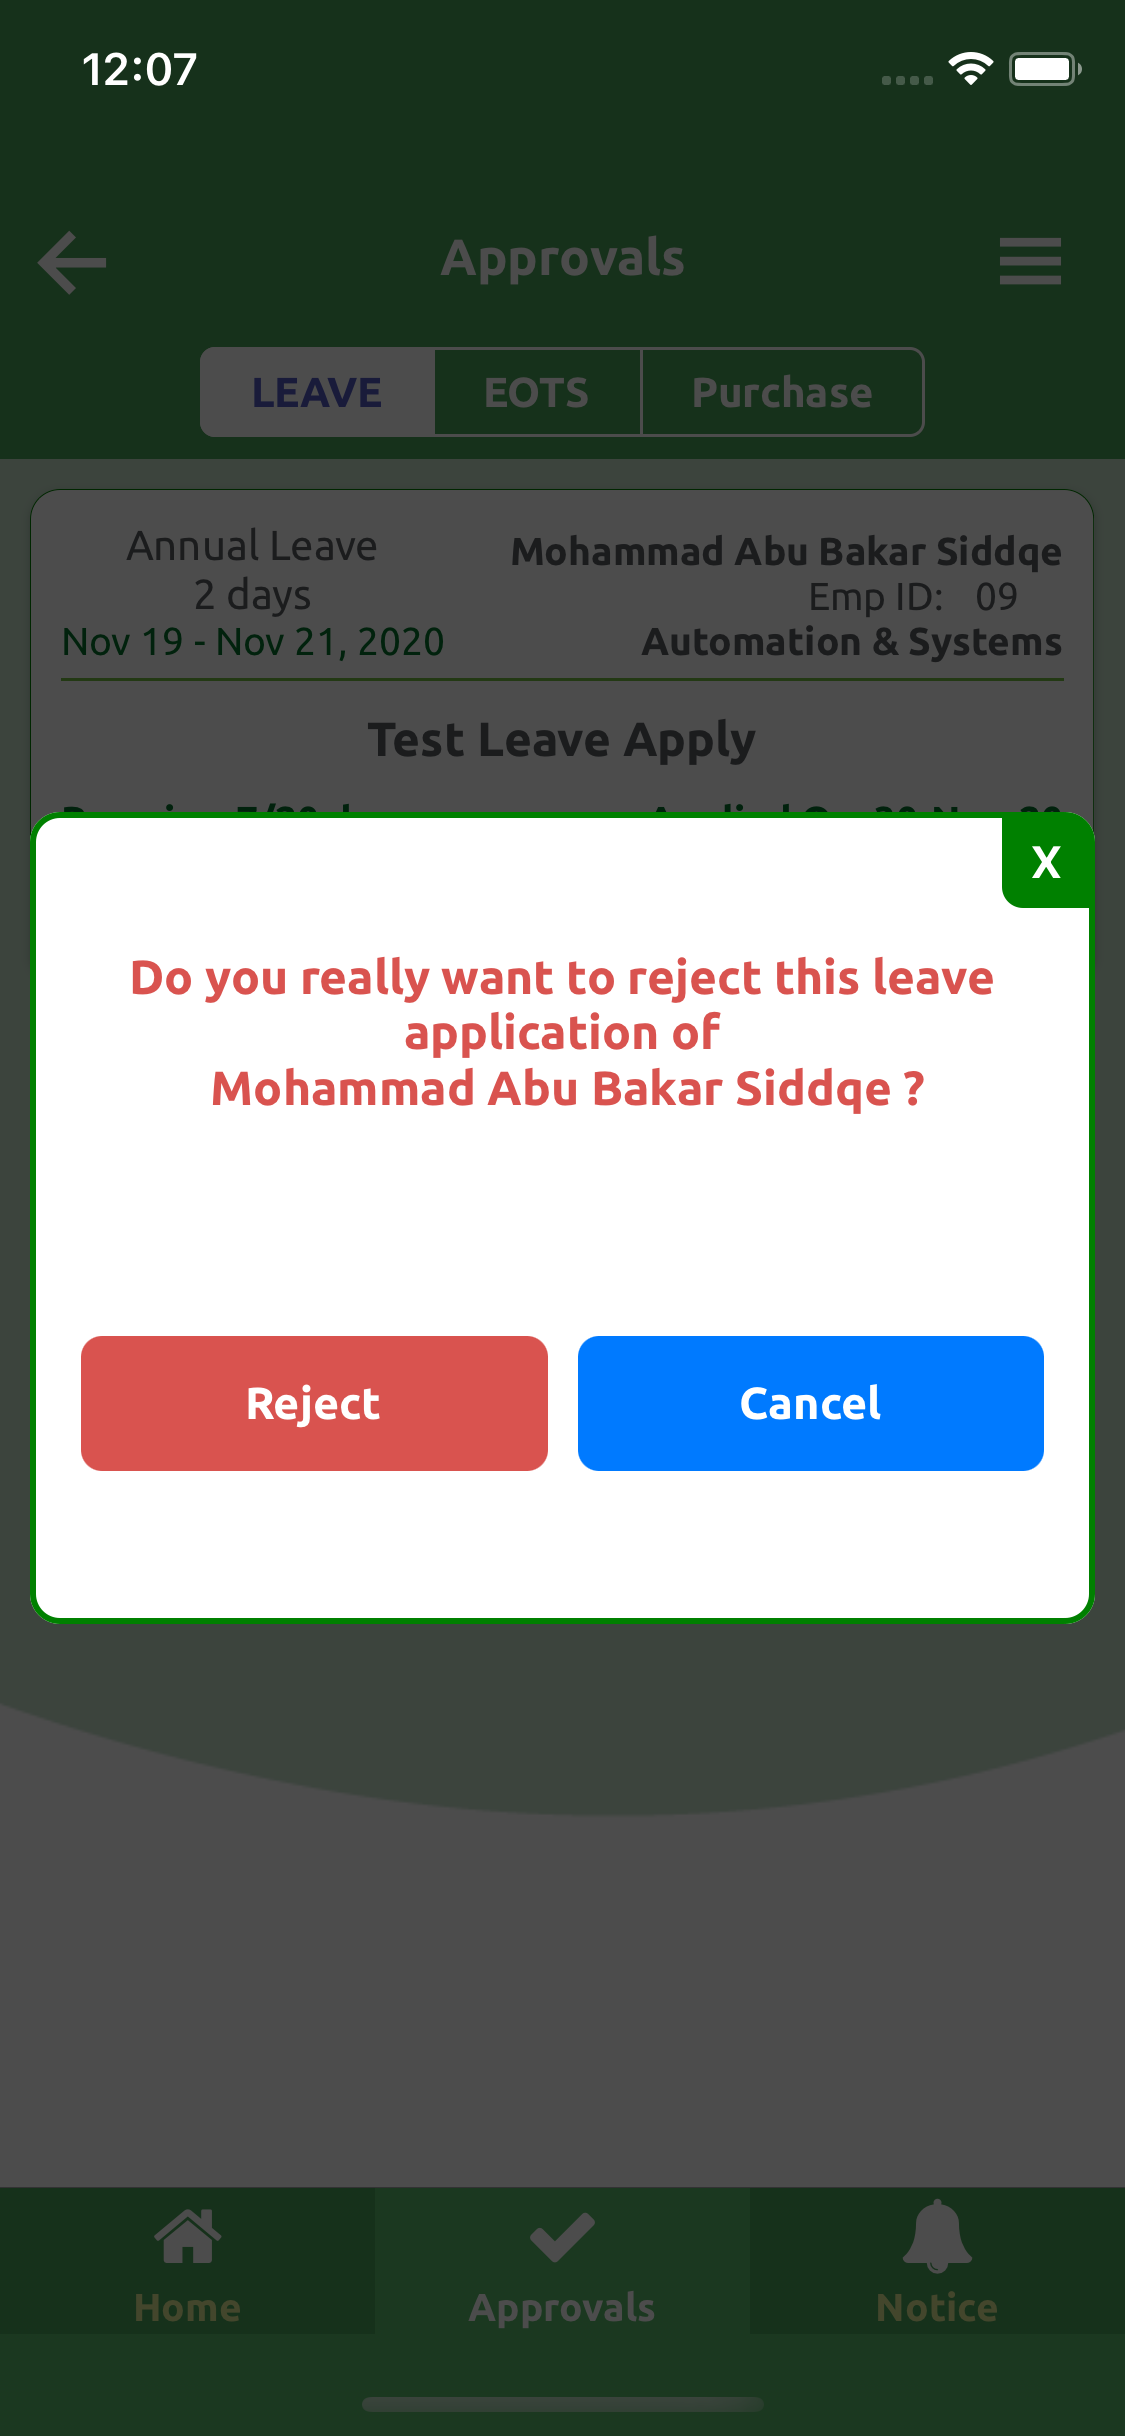 12:07
Approvals
LEAVE EOTS Purchase
Annual Leave
2 days
Nov 19 - Nov 21, 2020
Mohammad Abu Bakar Siddqe
Emp ID: 09
Automation & Systems
Test Leave Apply
X
Do you really want to reject this leave
application of
Mohammad Abu Bakar Siddqe ?
Reject Cancel
Home Approvals Notice